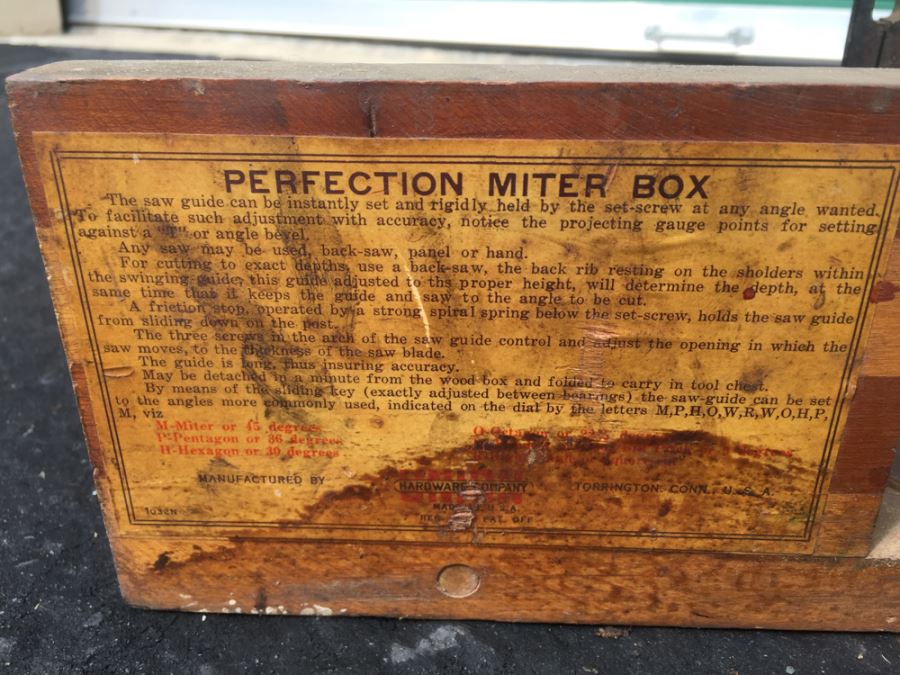 PERFECTION MITER BOX
The saw guide can be instantly set and rigidly held by the set-screw at any angle wanted.
To facilitate such adjustment with accuracy, notice the projecting gauge points for setting
against a "T" or angle bevel.
Any saw may be used, back-saw, panel or hand.
For cutting to exact depths, use a back-saw, the back rib resting on the sholders within
the swinging guide, this guide adjusted to ths proper height, will determine the depth, at the
same time that it keeps the guide and saw to the angle to be cut.
A friction stop, operated by a strong spiral spring below the set-screw, holds the saw guide
from sliding down on the post.
The three screws in the arch of the saw guide control and adjust the opening in which the
saw moves, to the thickness of the saw blade.
The guide is long, thus insuring accuracy.
May be detached in a minute from the wood box and folded to carry in tool chest.
By means of the sliding key (exactly adjusted between bearings) the saw-guide can be set
to the angles more commonly used, indicated on the dial by the letters M,P,H,O,W,R,W,O,H,P,
M, viz
M-Miter or 45 degrees
P-Pentagon or 36 degrees
H-Hexagon or 30 degrees
O-Octagon or degrees
degrees
MANUFACTURED BY
HARDWARE COMPANY
TORRINGTON, CONN., U. S. A.
MADE U.S.A.
REG. PAT. OFF.
1032N